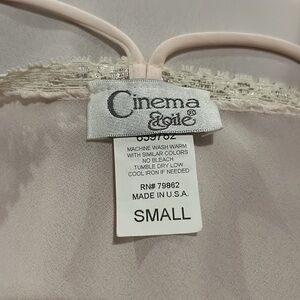 Cinema
Etoile®
MACHINE WASH WARM
WITH SIMILAR COLORS
NO BLEACH
TUMBLE DRY LOW
COOL IRON IF NEEDED
RN# 79862
MADE IN U.S.A.
SMALL